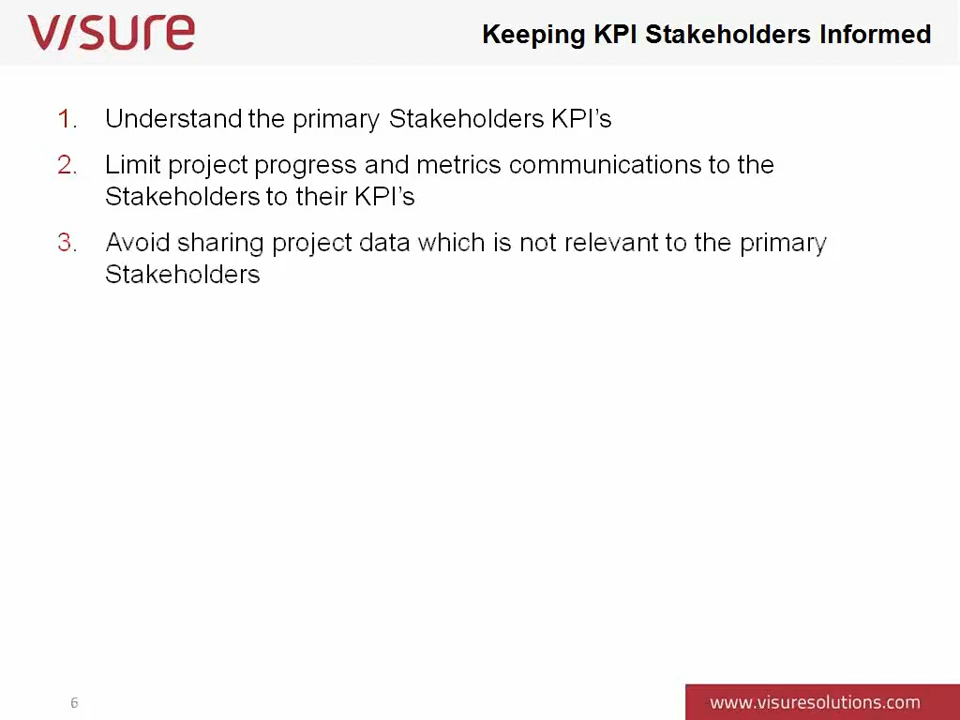 visure
Keeping KPI Stakeholders Informed
1. Understand the primary Stakeholders KPI's
2. Limit project progress and metrics communications to the
Stakeholders to their KPI's
3. Avoid sharing project data which is not relevant to the primary
Stakeholders
6
www.visuresolutions.com